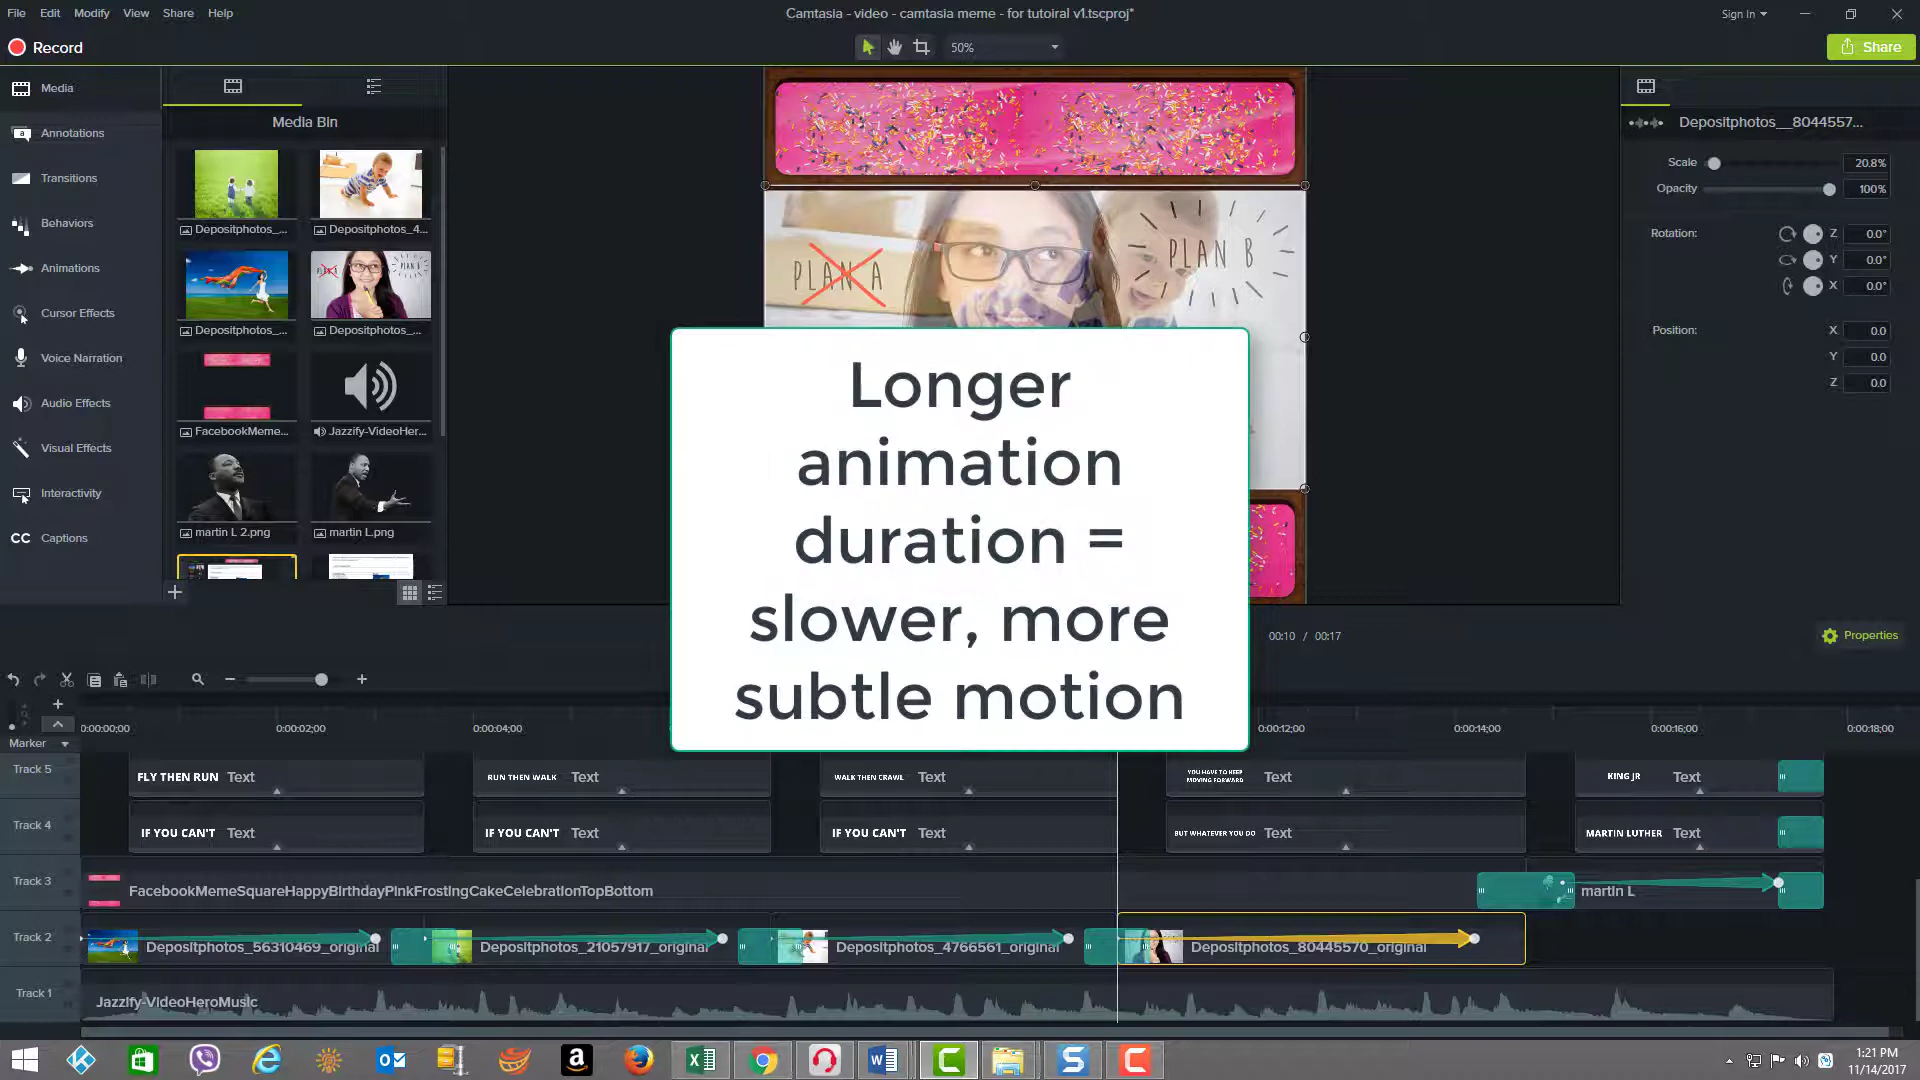 File Edit Modify View Share Help
Camtasia - video - camtasia meme - for tutoiral v1.tscproj*
Sign In
Record
50%
Share
Media
Annotations
Transitions
Behaviors
Animations
Cursor Effects
Voice Narration
Audio Effects
Visual Effects
Interactivity
CC Captions
Media Bin
Depositphotos_...
Depositphotos_4...
Depositphotos_...
Depositphotos_...
FacebookMeme...
Jazzify-VideoHer...
martin L 2.png
martin L.png
PLAN A
PLAN B
Longer
animation
duration =
slower, more
subtle motion
Depositphotos__8044557...
Scale 20.8%
Opacity 100%
Rotation: Z 0.0°
Y 0.0°
X 0.0°
Position: X 0.0
Y 0.0
Z 0.0
00:10 / 00:17
Properties
0:00:00;00 0:00:02;00 0:00:04;00 0:00:12;00 0:00:14;00 0:00:16;00 0:00:18;00
Marker
Track 5
FLY THEN RUN Text
RUN THEN WALK Text
WALK THEN CRAWL Text
YOU HAVE TO KEEP
MOVING FORWARD
Text
KING JR Text
Track 4
IF YOU CAN'T Text
IF YOU CAN'T Text
IF YOU CAN'T Text
BUT WHATEVER YOU DO Text
MARTIN LUTHER Text
Track 3
FacebookMemeSquareHappyBirthdayPinkFrostingCakeCelebrationTopBottom
martin L
Track 2
Depositphotos_56310469_original
Depositphotos_21057917_original
Depositphotos_4766561_original
Depositphotos_80445570_original
Track 1
Jazzify-VideoHeroMusic
1:21 PM
11/14/2017